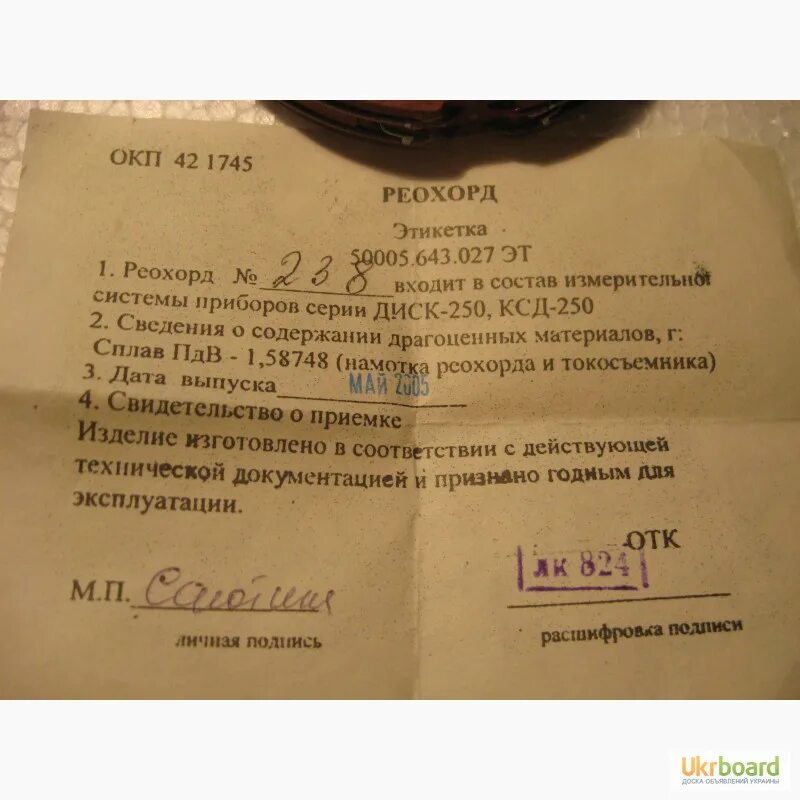 ОКП 42 1745
РЕОХОРД
Этикетка
50005.643.027 ЭТ
1. Реохорд № 238 входит в состав измерительной
системы приборов серии ДИСК-250, КСД-250
2. Сведения о содержании драгоценных материалов, г:
Сплав ПдВ - 1,58748 (намотка реохорда и токосъемника)
3. Дата выпуска МАЙ 2005
4. Свидетельство о приемке
Изделие изготовлено в соответствии с действующей
технической документацией и признано годным для
эксплуатации.
ОТК
лк 824
М.П.
личная подпись
расшифровка подписи
Ukrboard
ДОСКА ОБЪЯВЛЕНИЙ УКРАИНЫ